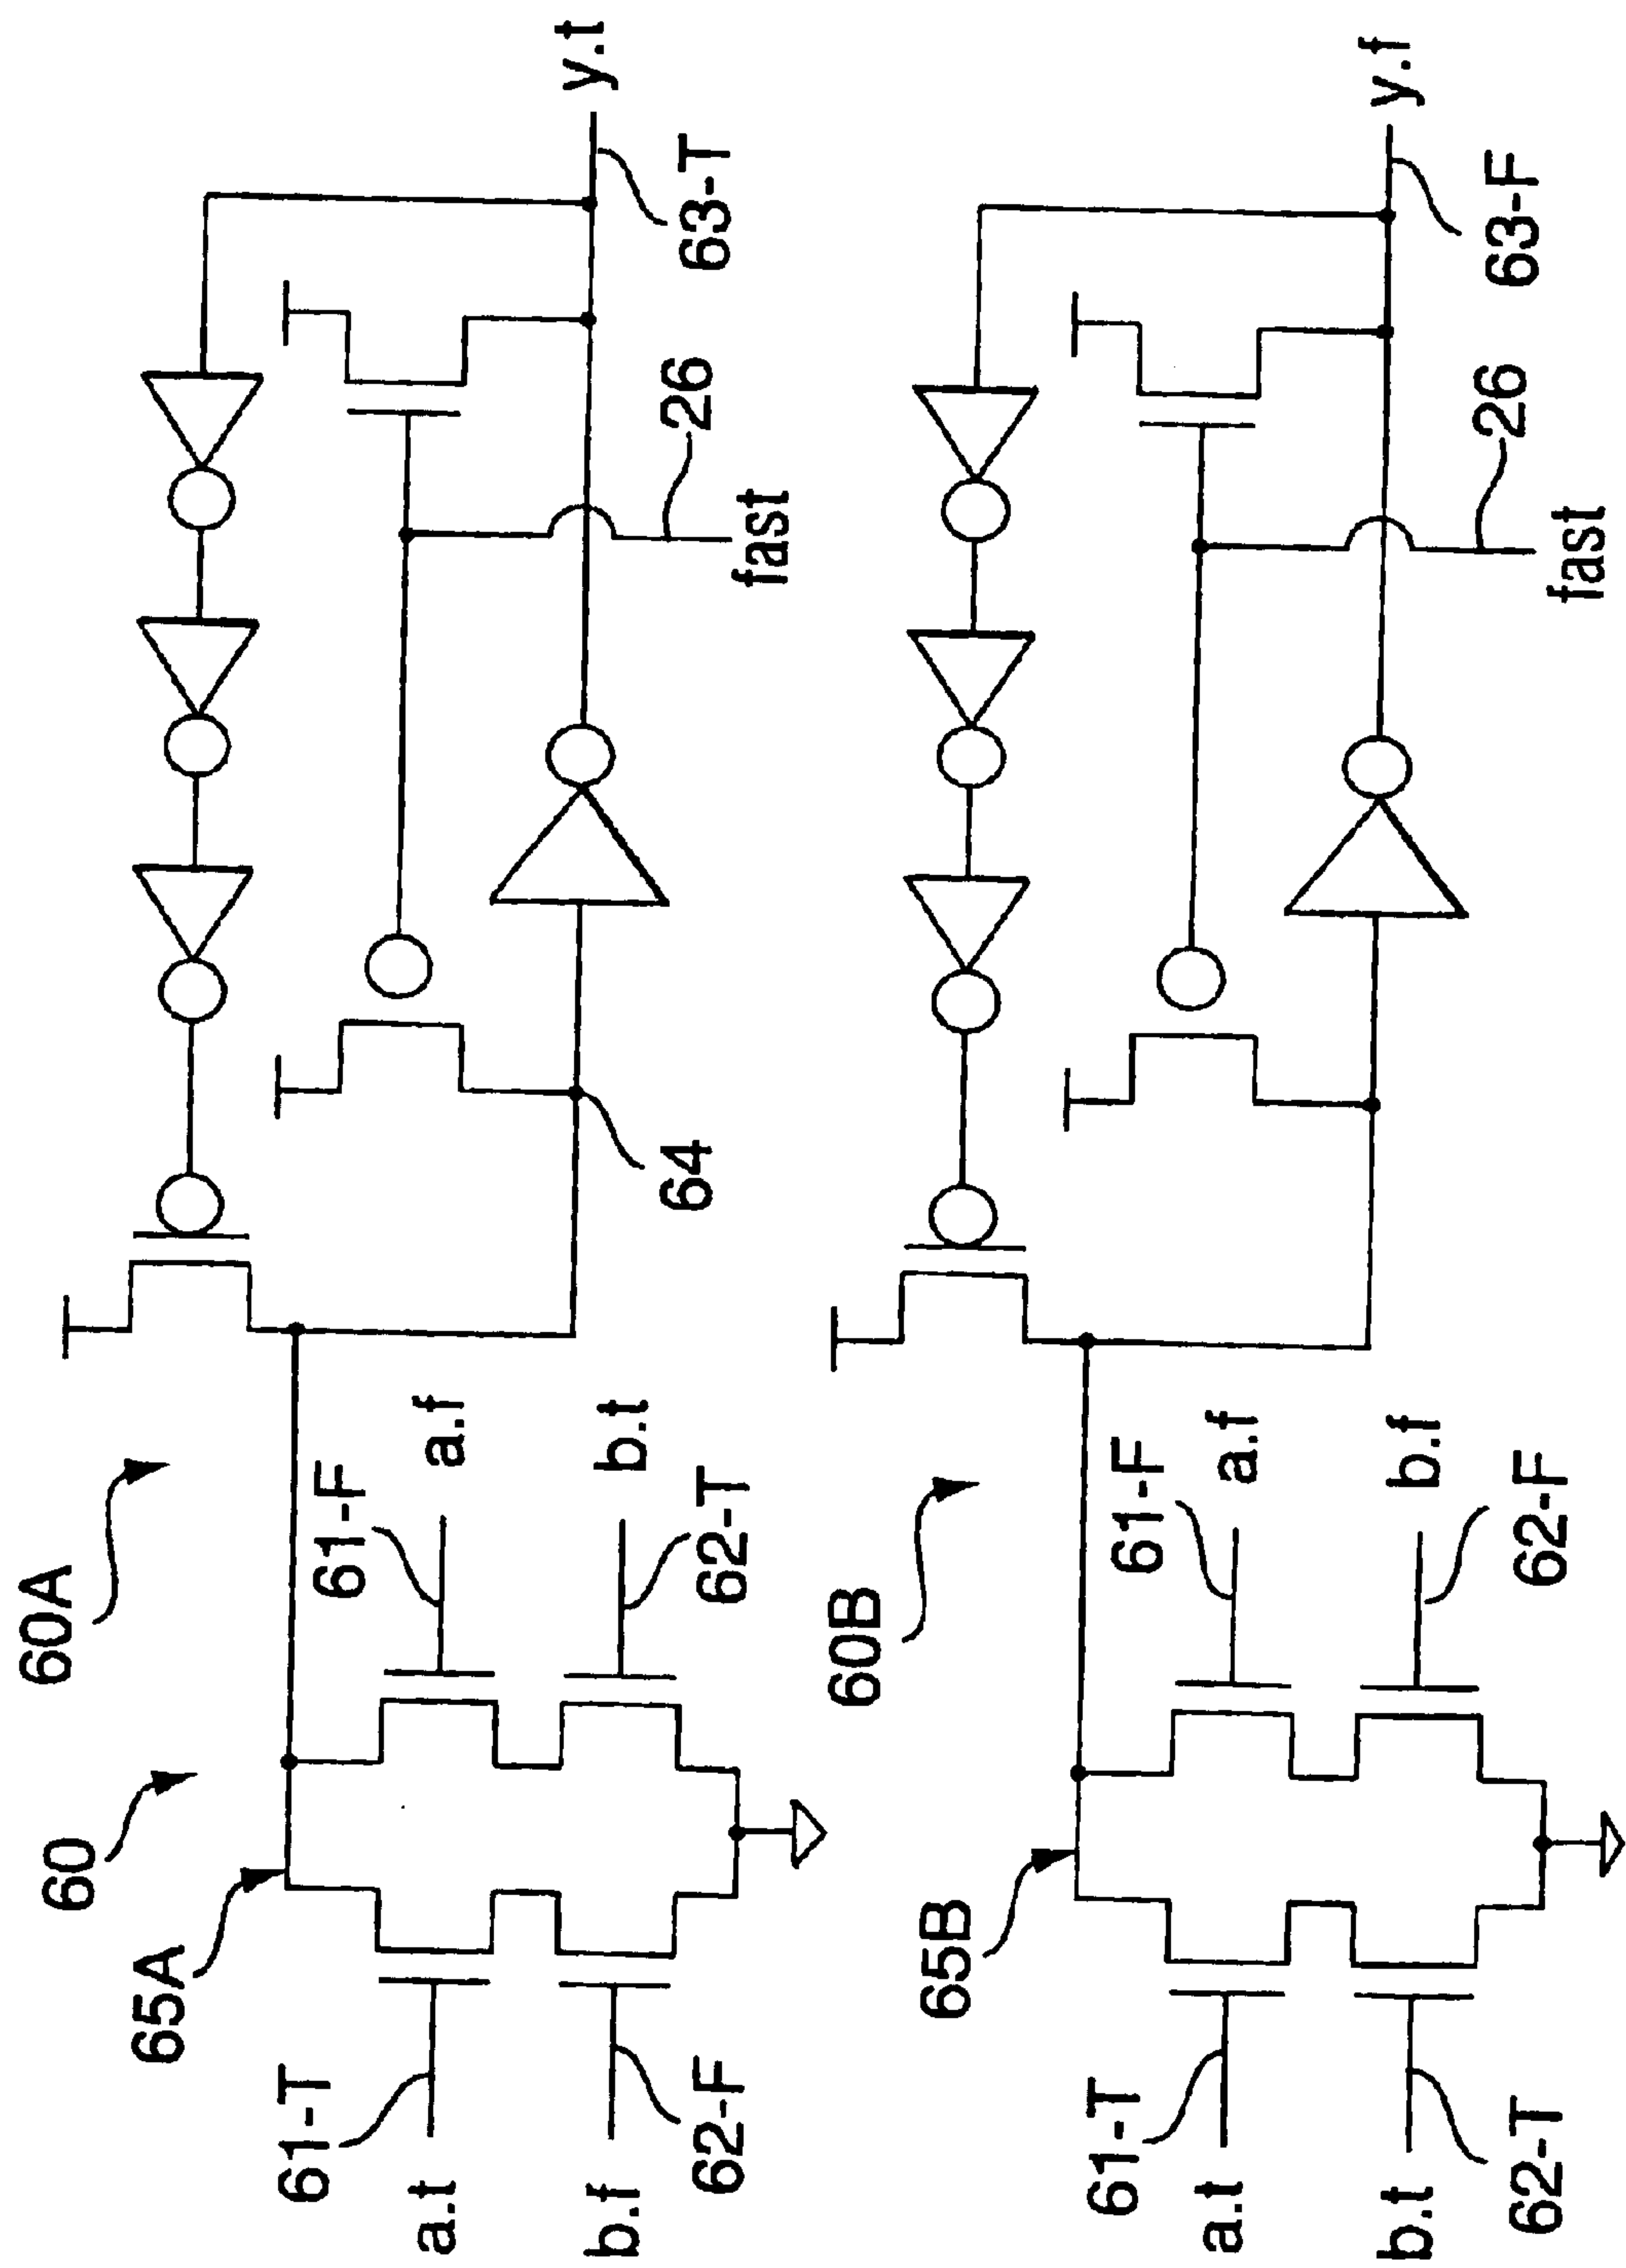 60
60A
65A
61-T
a.t
61-F
a.f
b.f
62-F
b.t
62-T
64
fast
26
63-T
y.t
60B
65B
61-T
a.t
61-F
a.f
b.t
62-T
b.f
62-F
fast
26
63-F
y.f